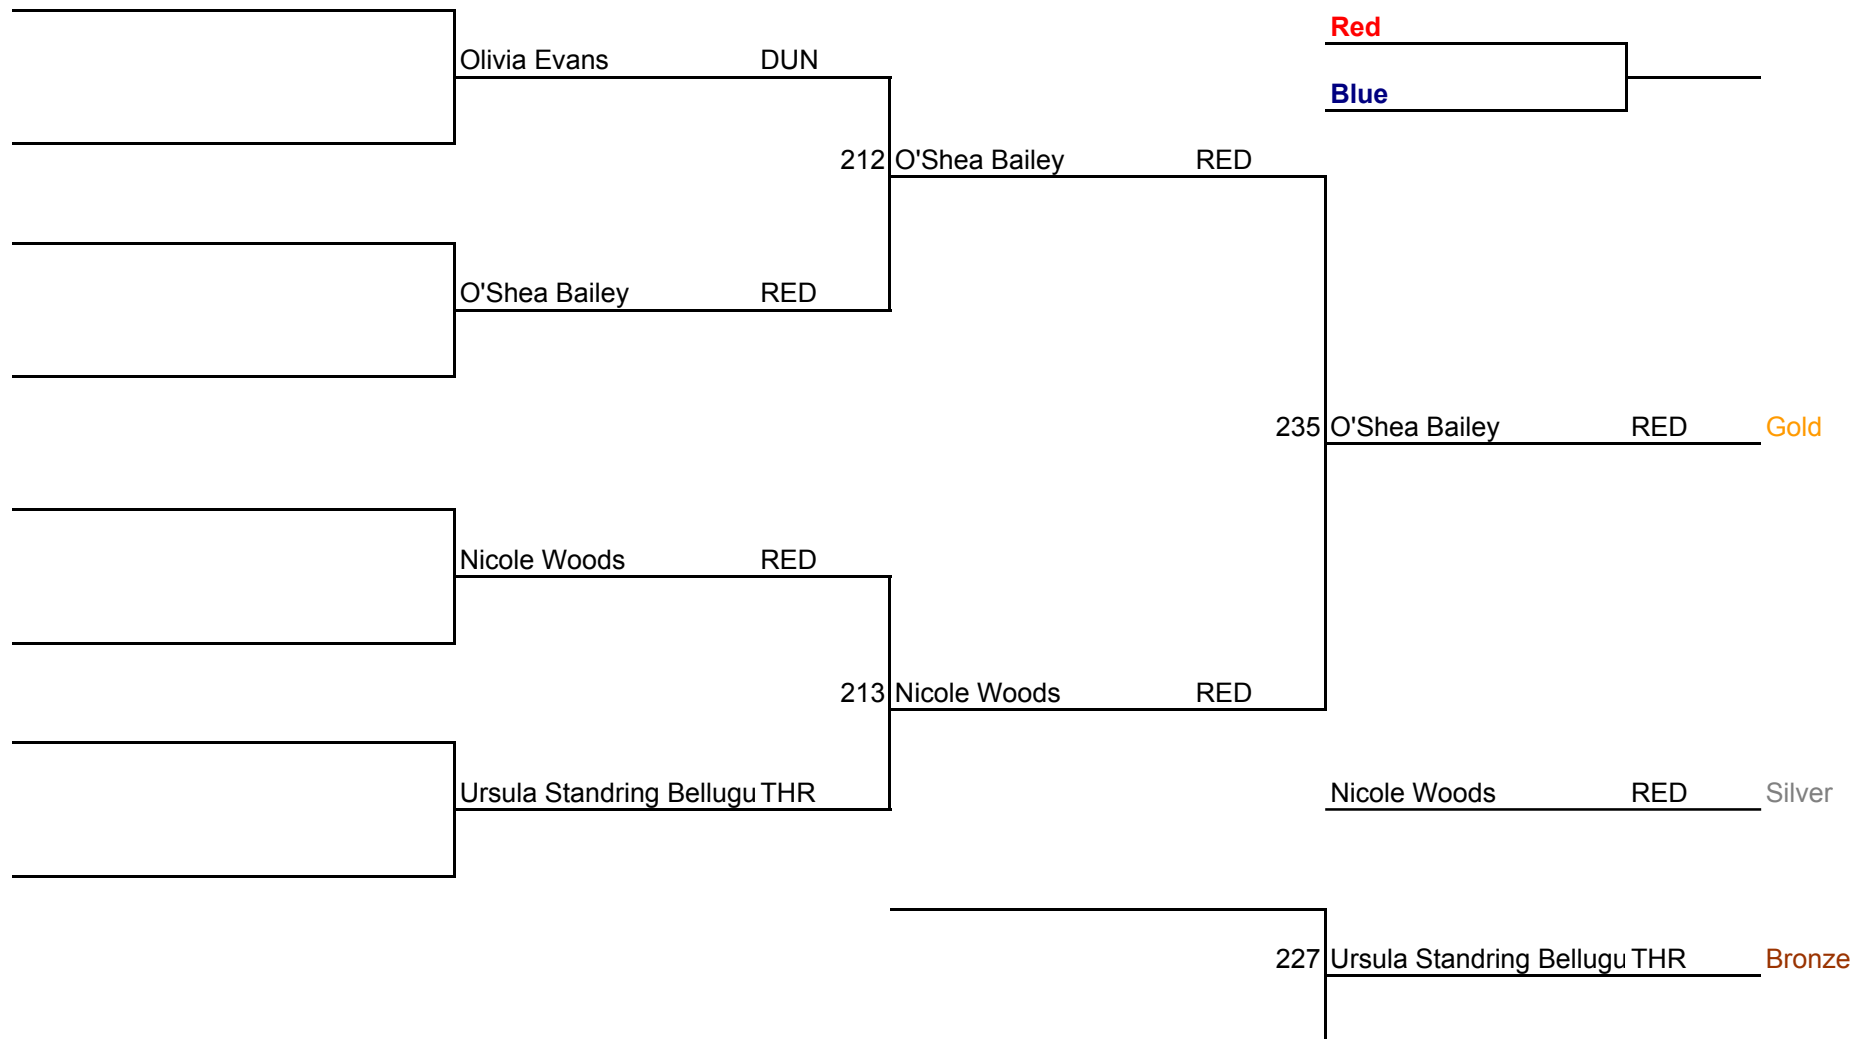 Red
Olivia Evans DUN
Blue
212 O'Shea Bailey RED
O'Shea Bailey RED
235 O'Shea Bailey RED Gold
Nicole Woods RED
213 Nicole Woods RED
Ursula Standring Bellugu THR
Nicole Woods RED Silver
227 Ursula Standring Bellugu THR Bronze